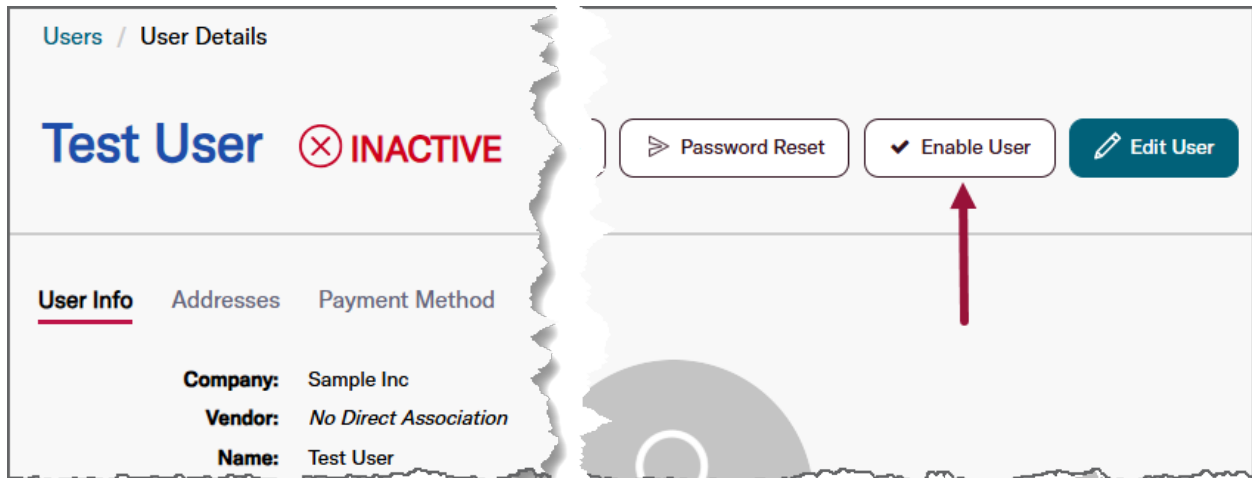 Users / User Details
Test User INACTIVE
Password Reset
Enable User
Edit User
User Info Addresses Payment Method
Company: Sample Inc
Vendor: No Direct Association
Name: Test User